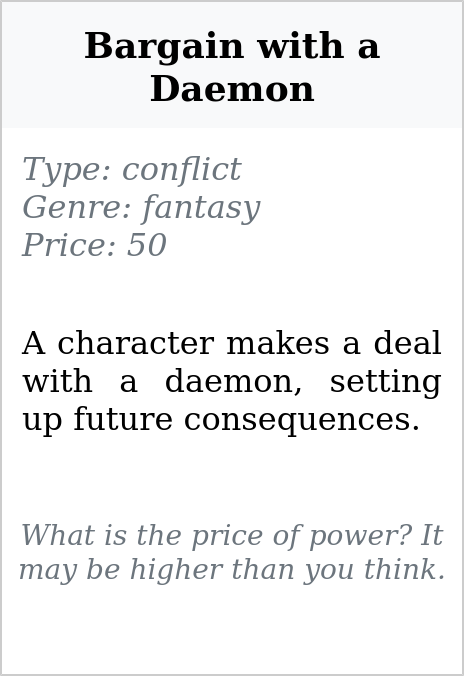 Bargain with a
Daemon
Type: conflict
Genre: fantasy
Price: 50
A character makes a deal
with a daemon, setting
up future consequences.
What is the price of power? It
may be higher than you think.